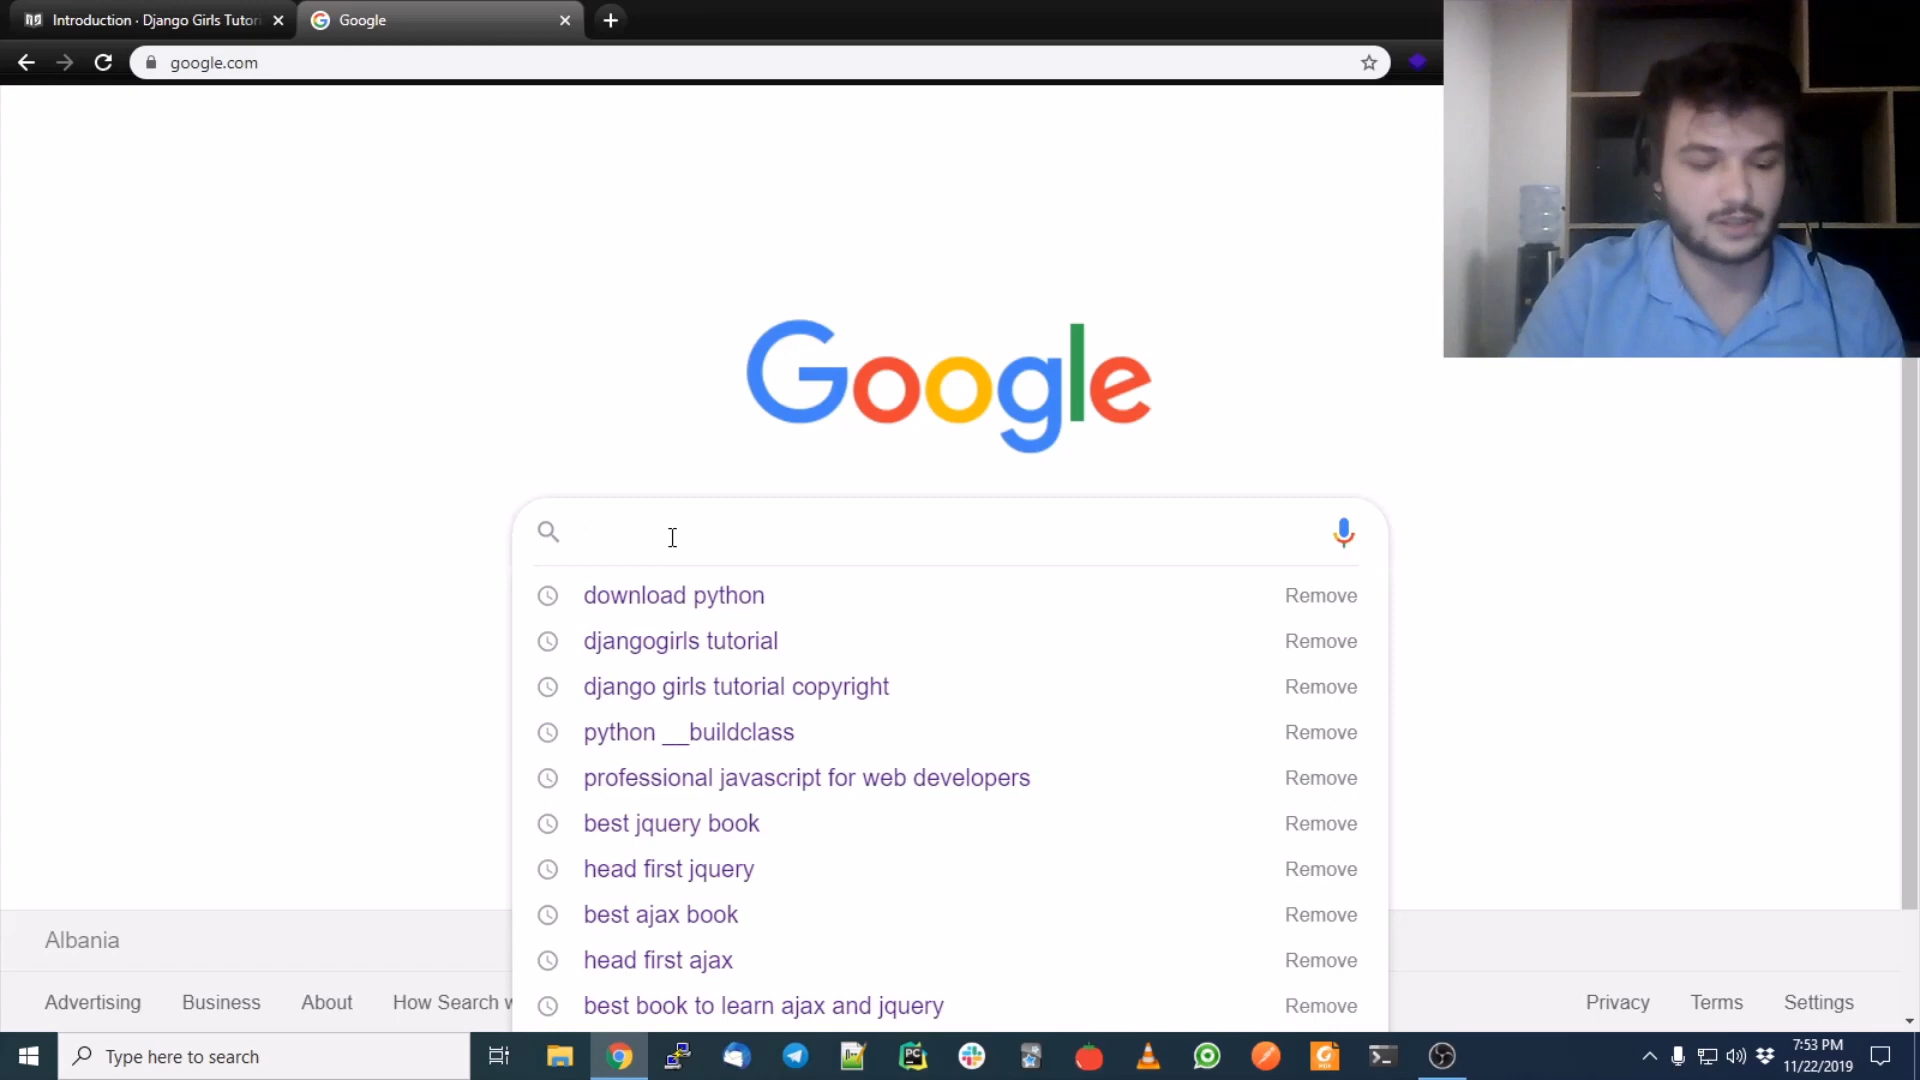 Introduction · Django Girls Tutori
Google
google.com
Google
download python Remove
djangogirls tutorial Remove
django girls tutorial copyright Remove
python __buildclass Remove
professional javascript for web developers Remove
best jquery book Remove
head first jquery Remove
best ajax book Remove
head first ajax Remove
best book to learn ajax and jquery Remove
Albania
Advertising Business About How Search w Privacy Terms Settings
Type here to search
PC
7:53 PM
11/22/2019